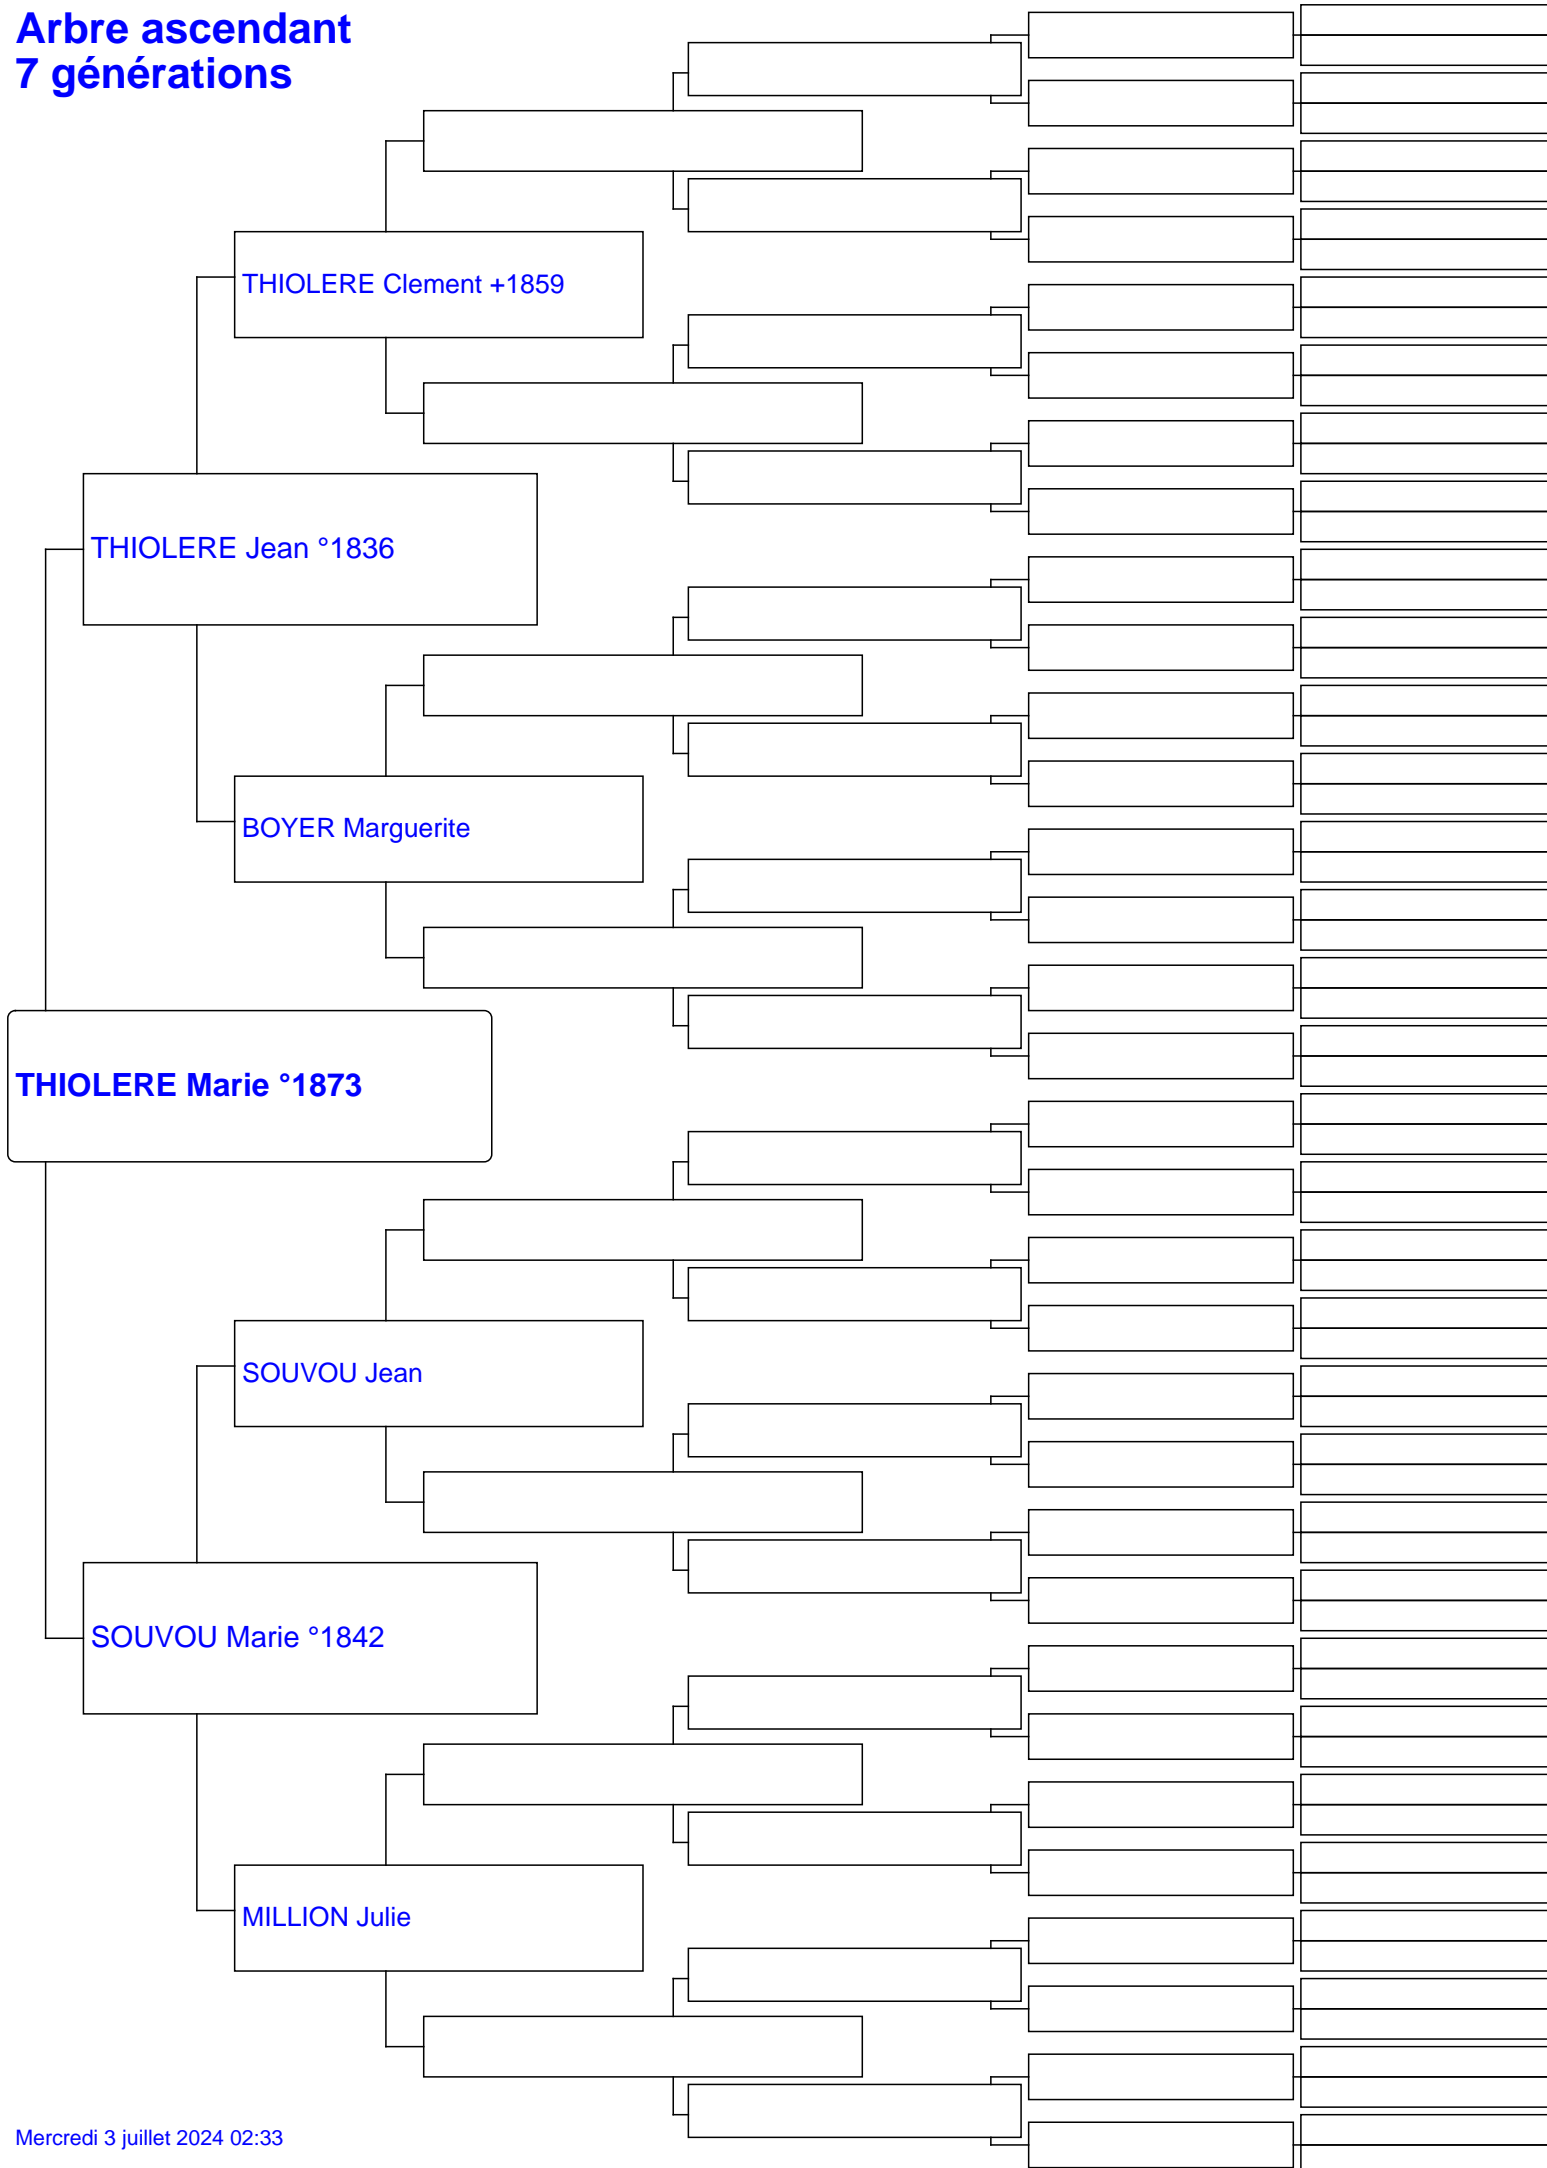 Arbre ascendant
7 générations
THIOLERE Clement +1859
THIOLERE Jean °1836
BOYER Marguerite
THIOLERE Marie °1873
SOUVOU Jean
SOUVOU Marie °1842
MILLION Julie
Mercredi 3 juillet 2024 02:33